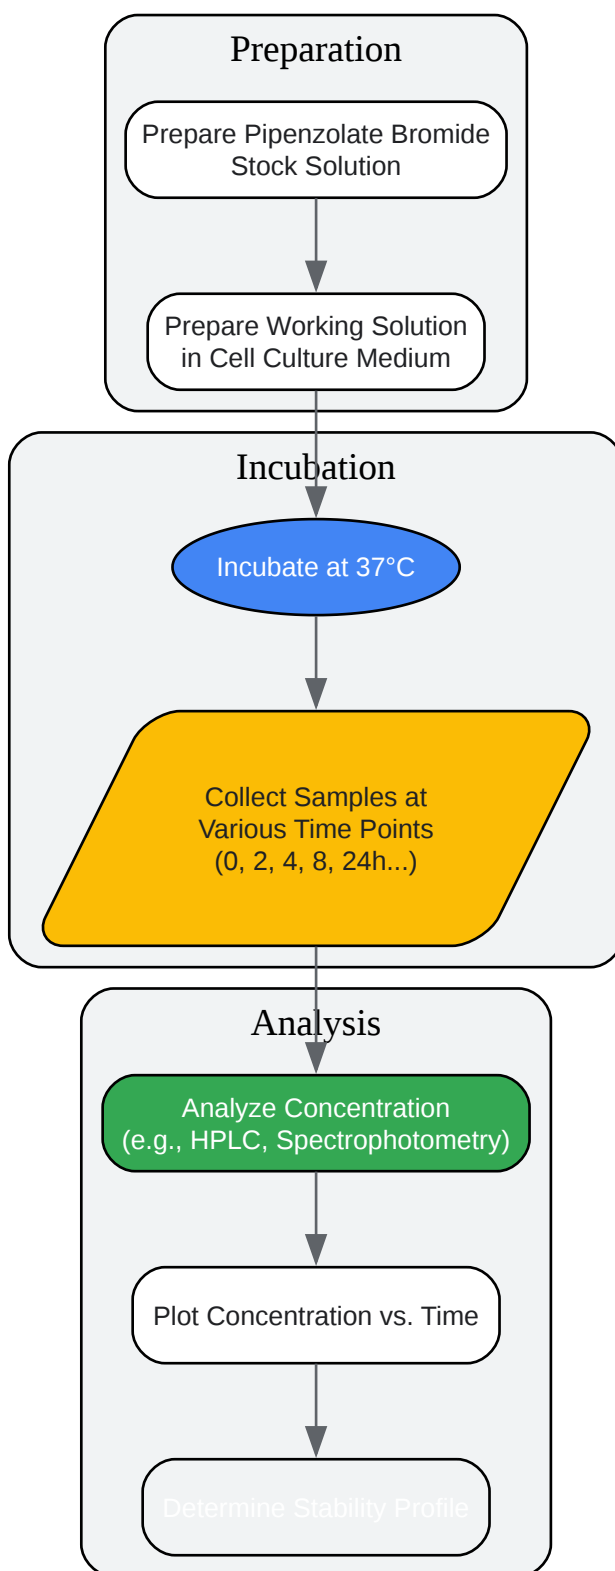 Preparation
Prepare Pipenzolate Bromide
Stock Solution
Prepare Working Solution
in Cell Culture Medium
Incubation
Incubate at 37°C
Collect Samples at
Various Time Points
(0, 2, 4, 8, 24h...)
Analysis
Analyze Concentration
(e.g., HPLC, Spectrophotometry)
Plot Concentration vs. Time
Determine Stability Profile